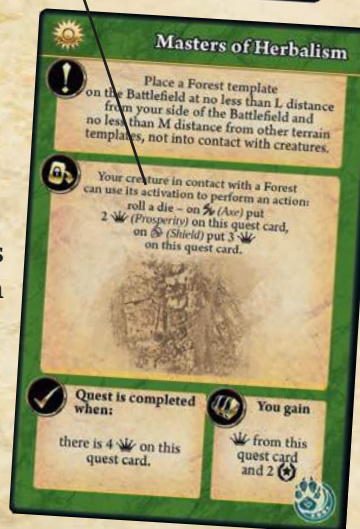 Masters of Herbalism
Place a Forest template
on the Battlefield at no less than L distance
from your side of the Battlefield and
no less than M distance from other terrain
templates, not into contact with creatures.
Your creature in contact with a Forest
can use its activation to perform an action:
roll a die – on (Axe) put
2 (Prosperity) on this quest card,
on (Shield) put 3
on this quest card.
Quest is completed
when:
there is 4 on this
quest card.
You gain
from this
quest card
and 2